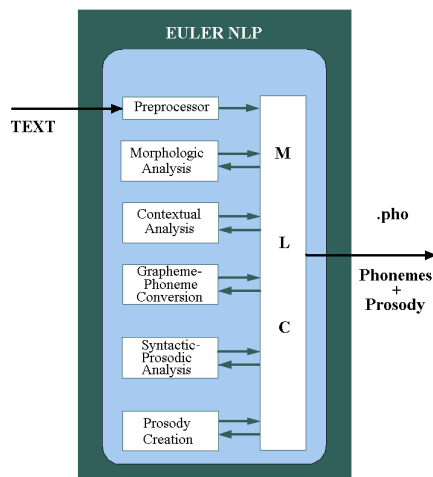 EULER NLP
TEXT
Preprocessor
Morphologic
Analysis
Contextual
Analysis
Grapheme-
Phoneme
Conversion
Syntactic-
Prosodic
Analysis
Prosody
Creation
M
L
C
.pho
Phonemes
+
Prosody